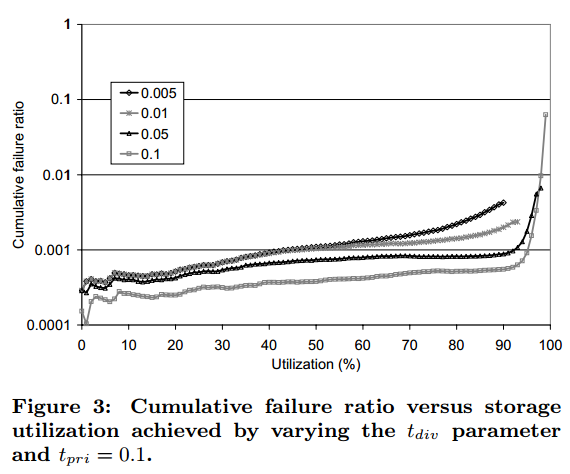 1
0.1
0.01
0.001
0.0001
Cumulative failure ratio
0.005
0.01
0.05
0.1
0 10 20 30 40 50 60 70 80 90 100
Utilization (%)
Figure 3: Cumulative failure ratio versus storage
utilization achieved by varying the t_div parameter
and t_pri = 0.1.